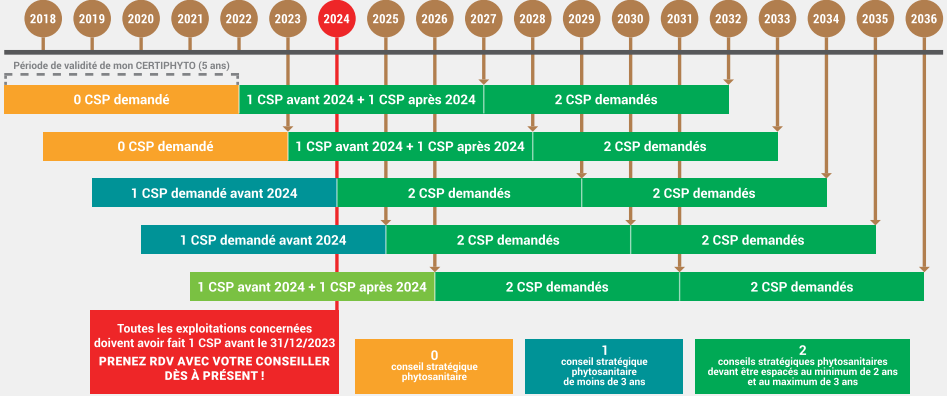 2018 2019 2020 2021 2022 2023 2024 2025 2026 2027 2028 2029 2030 2031 2032 2033 2034 2035 2036
Période de validité de mon CERTIPHYTO (5 ans)
0 CSP demandé 1 CSP avant 2024 + 1 CSP après 2024 2 CSP demandés
0 CSP demandé 1 CSP avant 2024 + 1 CSP après 2024 2 CSP demandés
1 CSP demandé avant 2024 2 CSP demandés 2 CSP demandés
1 CSP demandé avant 2024 2 CSP demandés 2 CSP demandés
1 CSP avant 2024 + 1 CSP après 2024 2 CSP demandés 2 CSP demandés
Toutes les exploitations concernées
doivent avoir fait 1 CSP avant le 31/12/2023
PRENEZ RDV AVEC VOTRE CONSEILLER
DÈS À PRÉSENT !
0
conseil stratégique
phytosanitaire
1
conseil stratégique
phytosanitaire
de moins de 3 ans
2
conseils stratégiques phytosanitaires
devant être espacés au minimum de 2 ans
et au maximum de 3 ans